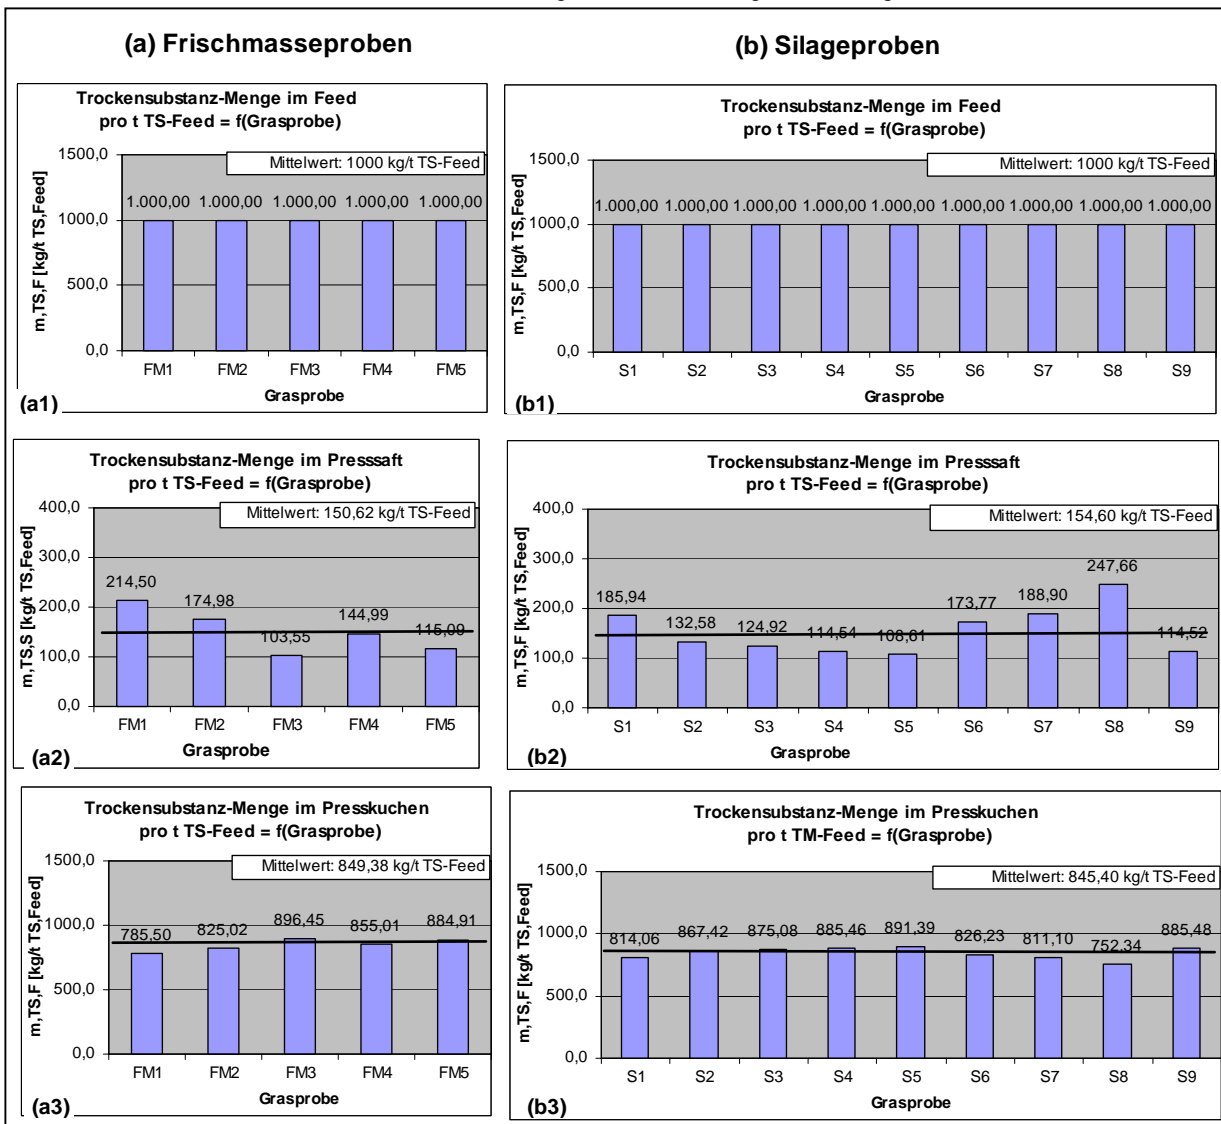 (a) Frischmasseproben
(b) Silageproben
Trockensubstanz-Menge im Feed
pro t TS-Feed = f(Grasprobe)
Mittelwert: 1000 kg/t TS-Feed
m,TS,F [kg/t TS,Feed]
1500,0
1000,0
500,0
0,0
1.000,00 1.000,00 1.000,00 1.000,00 1.000,00
FM1 FM2 FM3 FM4 FM5
Grasprobe
(a1)
Trockensubstanz-Menge im Feed
pro t TS-Feed = f(Grasprobe)
Mittelwert: 1000 kg/t TS-Feed
m,TS,F [kg/t TS,Feed]
1500,0
1000,0
500,0
0,0
1.000,00 1.000,00 1.000,00 1.000,00 1.000,00 1.000,00 1.000,00 1.000,00 1.000,00
S1 S2 S3 S4 S5 S6 S7 S8 S9
Grasprobe
(b1)
Trockensubstanz-Menge im Presssaft
pro t TS-Feed = f(Grasprobe)
Mittelwert: 150,62 kg/t TS-Feed
m,TS,S [kg/t TS,Feed]
400,0
300,0
200,0
100,0
0,0
214,50 174,98 103,55 144,99 115,09
FM1 FM2 FM3 FM4 FM5
Grasprobe
(a2)
Trockensubstanz-Menge im Presssaft
pro t TS-Feed = f(Grasprobe)
Mittelwert: 154,60 kg/t TS-Feed
m,TS,F [kg/t TS,Feed]
400,0
300,0
200,0
100,0
0,0
185,94 132,58 124,92 114,54 108,61 173,77 188,90 247,66 114,52
S1 S2 S3 S4 S5 S6 S7 S8 S9
Grasprobe
(b2)
Trockensubstanz-Menge im Presskuchen
pro t TS-Feed = f(Grasprobe)
Mittelwert: 849,38 kg/t TS-Feed
m,TS,F [kg/t TS,Feed]
1500,0
1000,0
500,0
0,0
785,50 825,02 896,45 855,01 884,91
FM1 FM2 FM3 FM4 FM5
Grasprobe
(a3)
Trockensubstanz-Menge im Presskuchen
pro t TM-Feed = f(Grasprobe)
Mittelwert: 845,40 kg/t TS-Feed
m,TS,F [kg/t TS,Feed]
1500,0
1000,0
500,0
0,0
814,06 867,42 875,08 885,46 891,39 826,23 811,10 752,34 885,48
S1 S2 S3 S4 S5 S6 S7 S8 S9
Grasprobe
(b3)